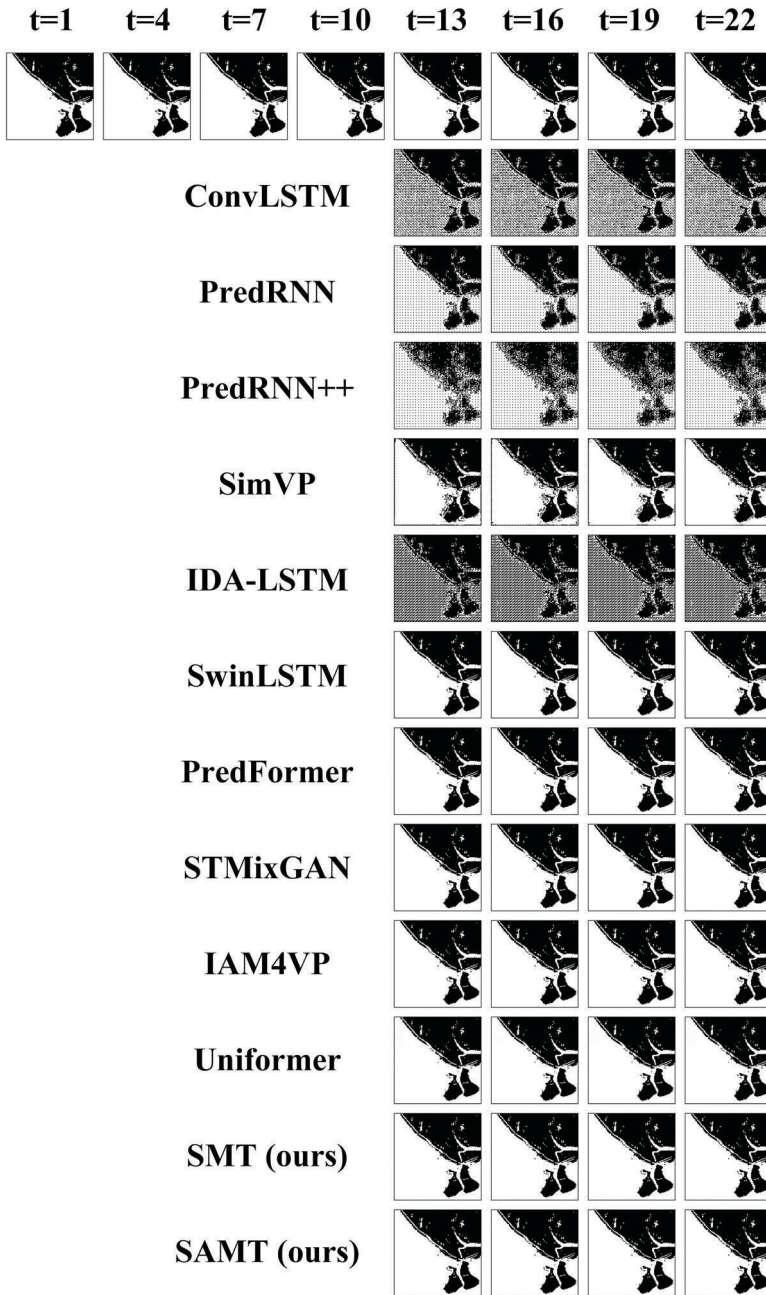 t=1 t=4 t=7 t=10 t=13 t=16 t=19 t=22
ConvLSTM
PredRNN
PredRNN++
SimVP
IDA-LSTM
SwinLSTM
PredFormer
STMixGAN
IAM4VP
Uniformer
SMT (ours)
SAMT (ours)